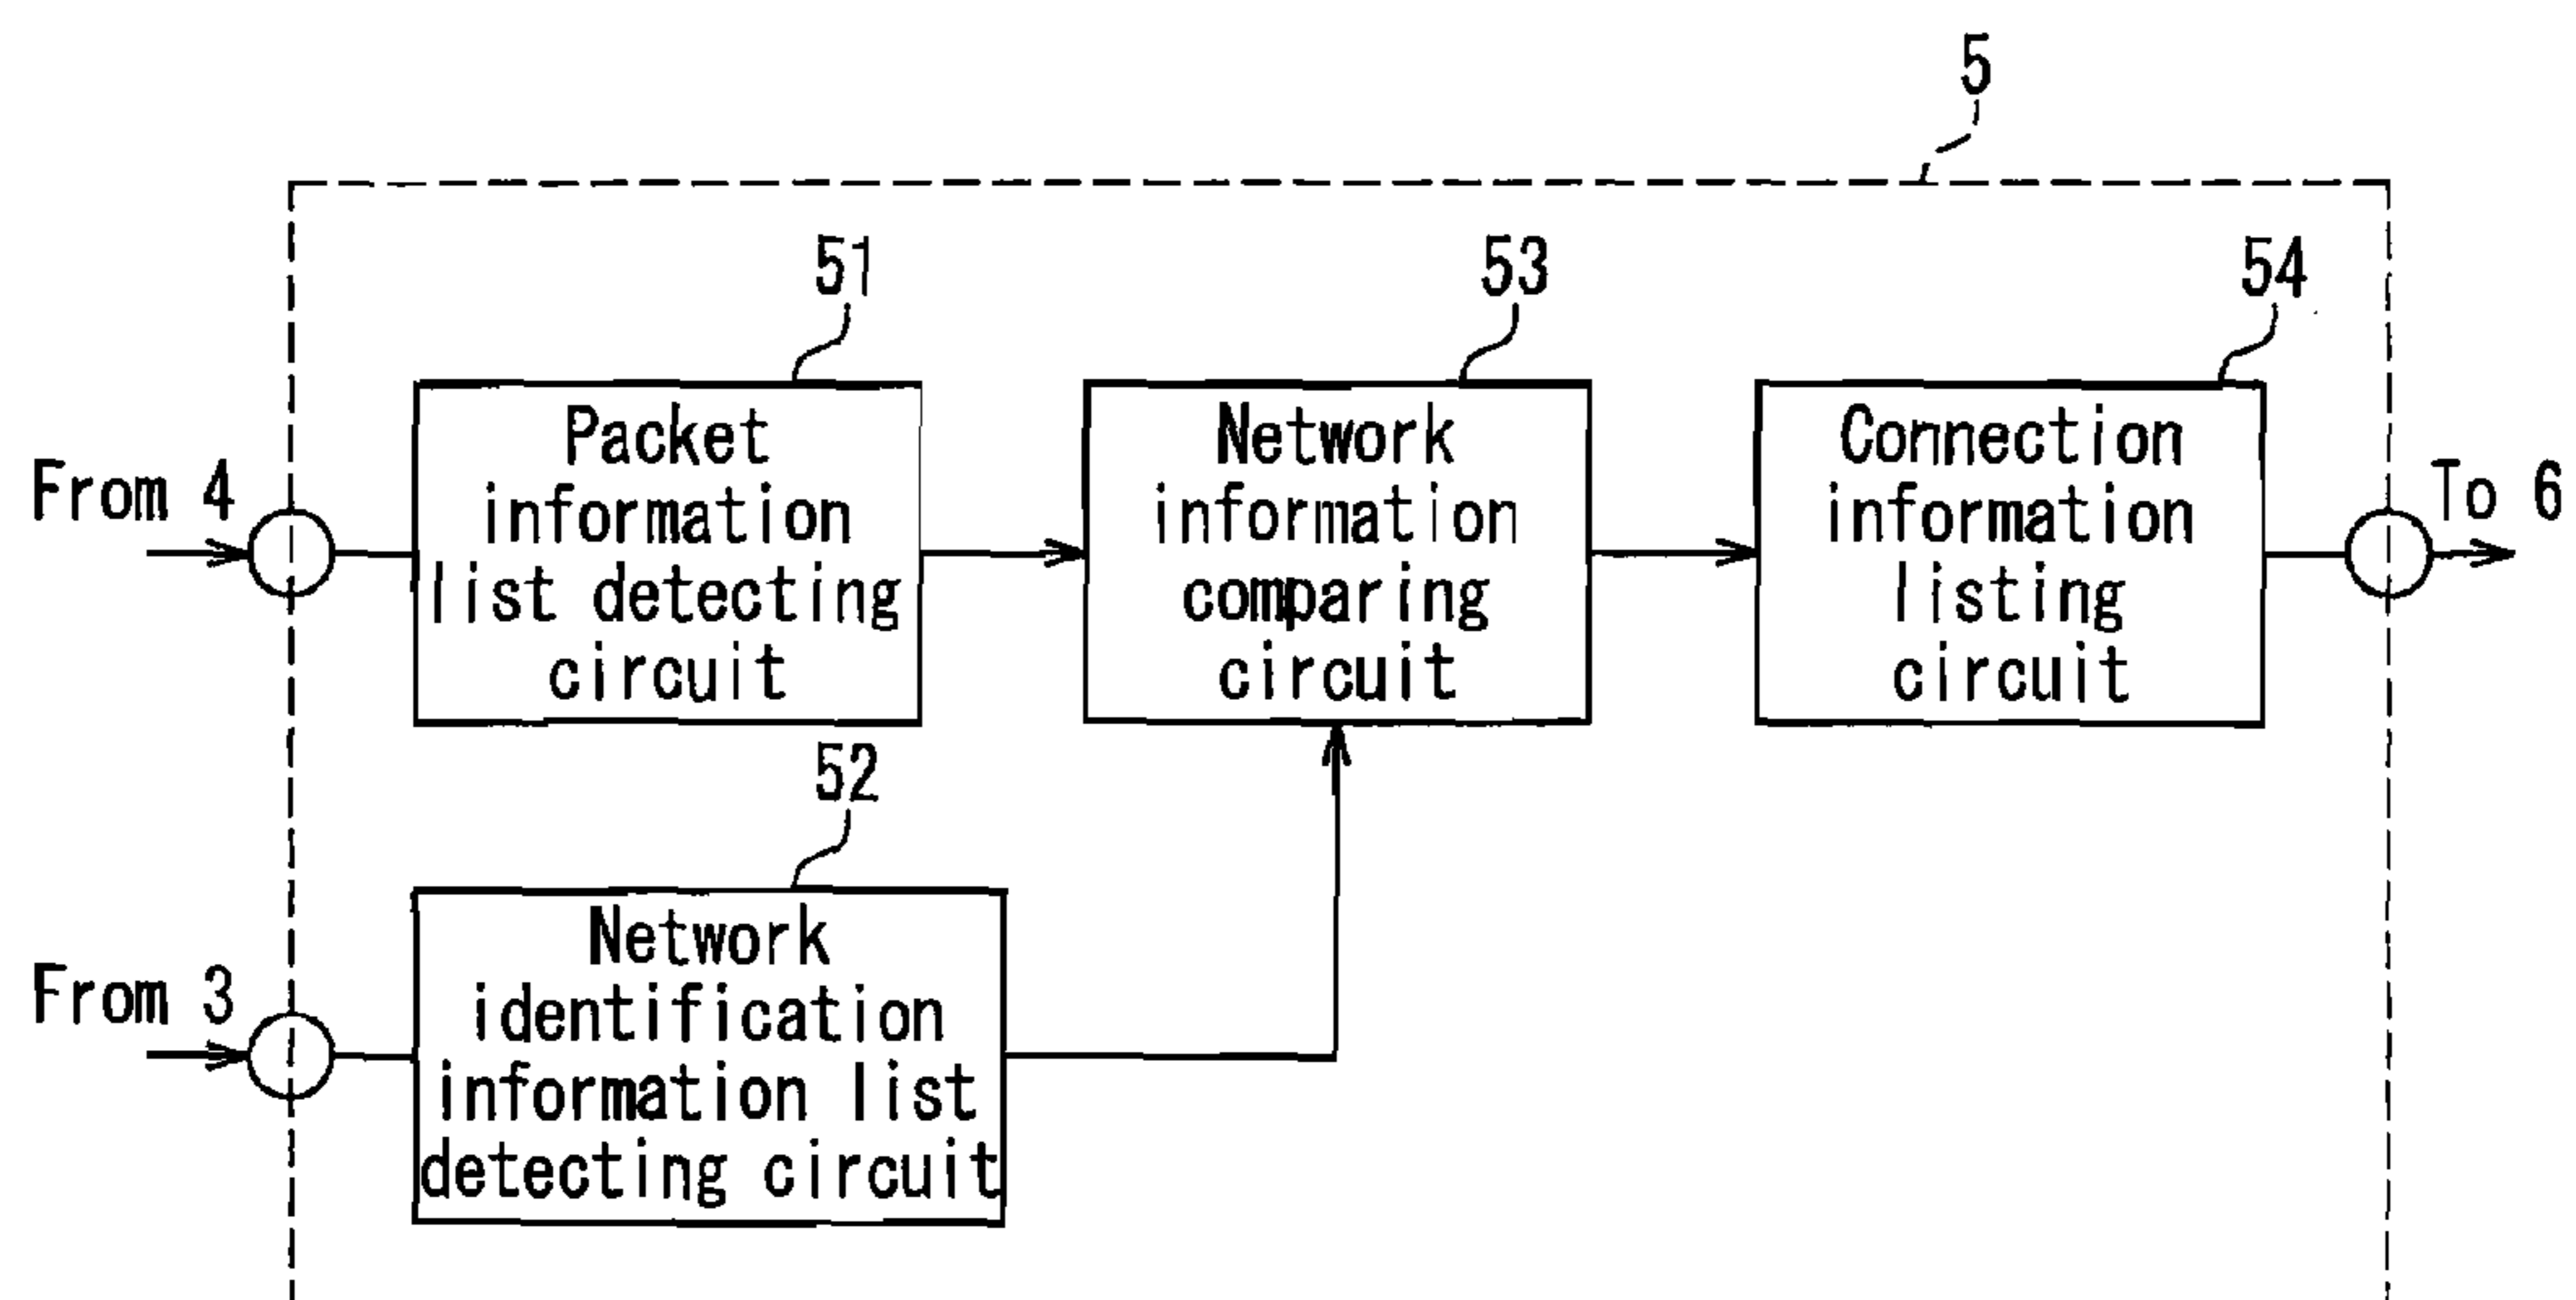 5
51
53
54
Packet
information
list detecting
circuit
Network
information
comparing
circuit
Connection
information
listing
circuit
From 4
To 6
52
Network
identification
information list
detecting circuit
From 3